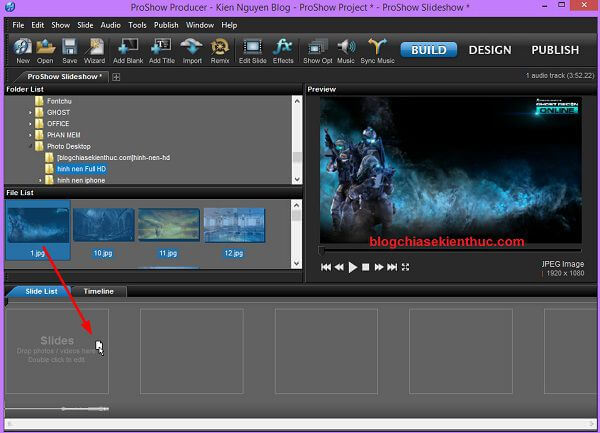 ProShow Producer - Kien Nguyen Blog - ProShow Project * - ProShow Slideshow *
File Edit Show Slide Audio Tools Publish Window Help
New Open Save Wizard Add Blank Add Title Import Remix Edit Slide Effects Show Opt Music Sync Music BUILD DESIGN PUBLISH
ProShow Slideshow *
1 audio track (3:52.22)
Folder List
Fontchu
GHOST
OFFICE
PHAN MEM
Photo Desktop
[blogchiasekienthuc.com]hinh-nen-hd
hinh nen Full HD
hinh nen iphone
File List
1.jpg 10.jpg 11.jpg 12.jpg
Preview
GHOST RECON
ONLINE
blogchiasekienthuc.com
JPEG Image
1920 x 1080
Slide List Timeline
Slides
Drop photos / videos here
Double click to edit